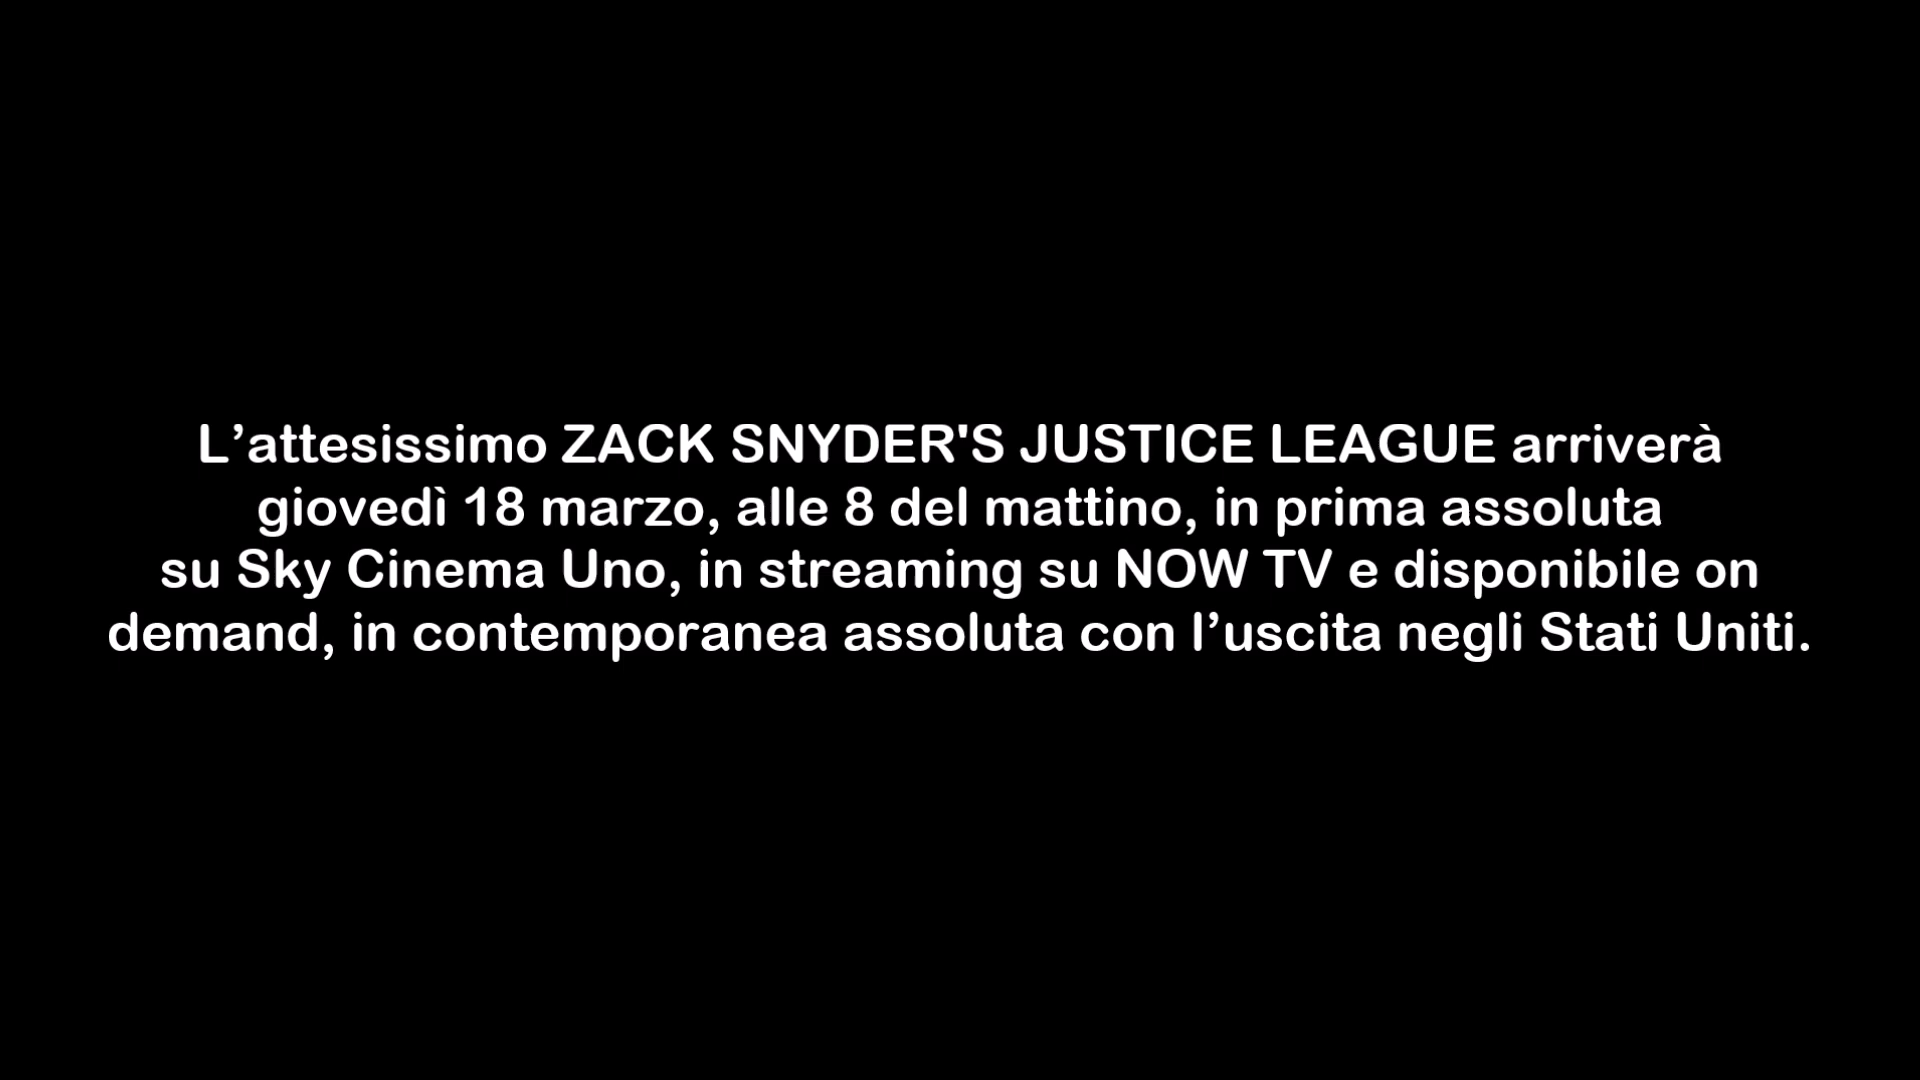 L’attesissimo ZACK SNYDER'S JUSTICE LEAGUE arriverà
giovedì 18 marzo, alle 8 del mattino, in prima assoluta
su Sky Cinema Uno, in streaming su NOW TV e disponibile on
demand, in contemporanea assoluta con l’uscita negli Stati Uniti.